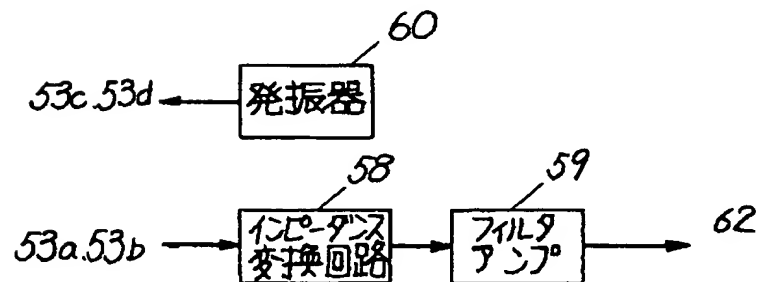 60
53c.53d
発振器
58
59
53a.53b
インピーダンス
変換回路
フィルタ
アンプ
62